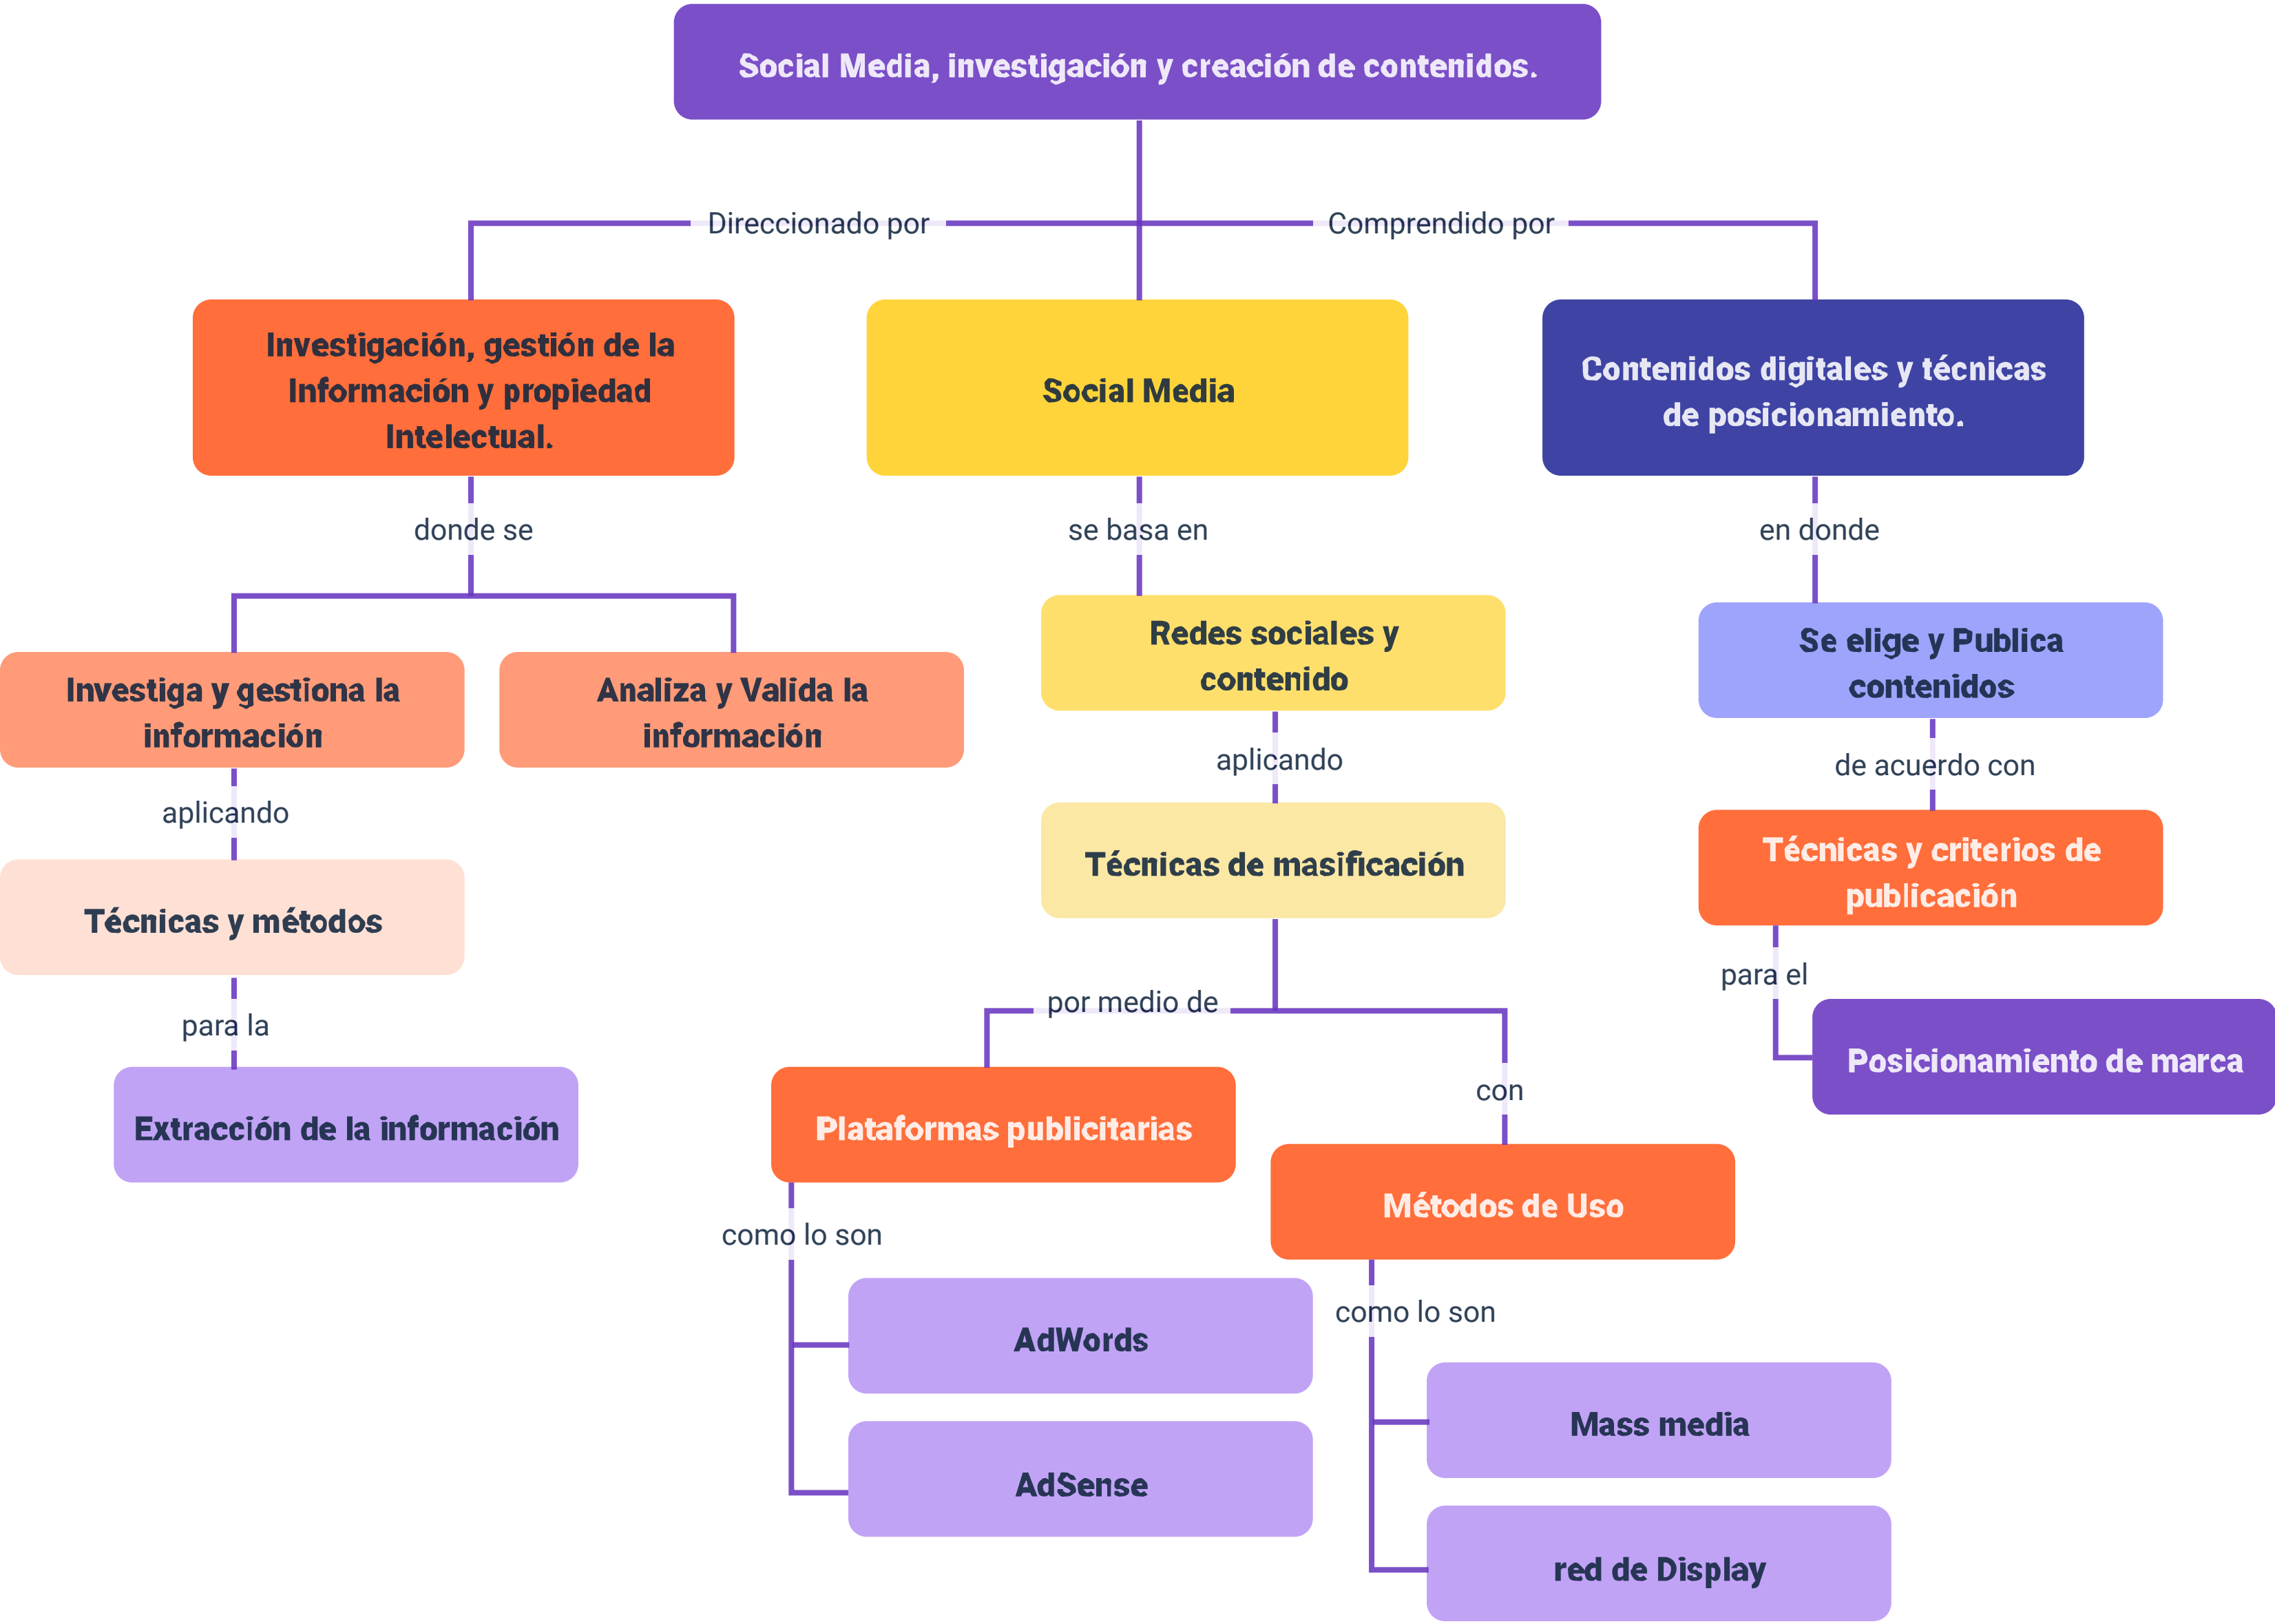 Social Media, investigación y creación de contenidos.
Direccionado por
Comprendido por
Investigación, gestión de la
Información y propiedad
Intelectual.
Social Media
Contenidos digitales y técnicas
de posicionamiento.
donde se
se basa en
en donde
Investiga y gestiona la
información
Analiza y Valida la
información
Redes sociales y
contenido
Se elige y Publica
contenidos
aplicando
aplicando
de acuerdo con
Técnicas y métodos
Técnicas de masificación
Técnicas y criterios de
publicación
para la
por medio de
para el
Extracción de la información
Plataformas publicitarias
con
Posicionamiento de marca
Métodos de Uso
como lo son
como lo son
AdWords
AdSense
Mass media
red de Display